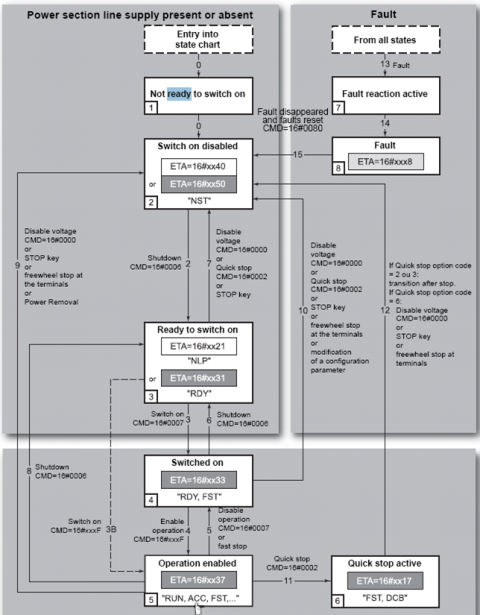 Power section line supply present or absent
Fault
Entry into
state chart
From all states
0
13 Fault
Not ready to switch on
1
Fault reaction active
7
0
Fault disappeared
and faults reset
CMD=16#0080
14
Switch on disabled
ETA=16#xx40
or
ETA=16#xx50
2
"NST"
15
Fault
ETA=16#xxx8
8
9
Disable voltage
CMD=16#0000
or
STOP key
or
freewheel stop at
the terminals
or
Power Removal
Shutdown
CMD=16#0006
2
7
Disable
voltage
CMD=16#0000
or
Quick stop
CMD=16#0002
or
STOP key
10
Disable
voltage
CMD=16#0000
or
Quick stop
CMD=16#0002
or
STOP key
or
freewheel stop
at the terminals
or
modification
of a configuration
parameter
12
If Quick stop option code
= 2 ou 3:
transition after stop.
If Quick stop option code
= 6:
Disable voltage
CMD=16#0000
or
STOP key
or
freewheel stop at
terminals
Ready to switch on
ETA=16#xx21
"NLP"
or
ETA=16#xx31
3
"RDY"
Switch on
CMD=16#0007
3
6
Shutdown
CMD=16#0006
8
Shutdown
CMD=16#0006
Switched on
ETA=16#xx33
4
"RDY, FST"
Switch on
CMD=16#xxxF
3B
Enable
operation
CMD=16#xxxF
4
5
Disable
operation
CMD=16#0007
or
fast stop
Operation enabled
ETA=16#xx37
5
"RUN, ACC, FST,..."
Quick stop
CMD=16#0002
11
Quick stop active
ETA=16#xx17
6
"FST, DCB"